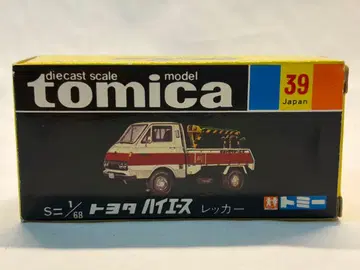 diecast scale model
tomica
39
Japan
S=1/68 トヨタ ハイエース レッカー
トミー